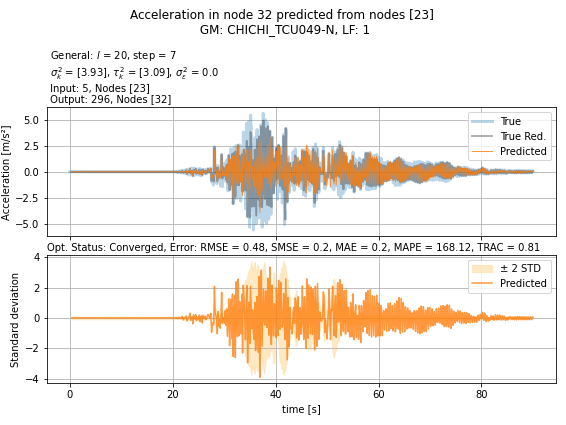 Acceleration in node 32 predicted from nodes [23]
GM: CHICHI_TCU049-N, LF: 1
General: l = 20, step = 7
σ²ₖ = [3.93], τ²ₖ = [3.09], σ²ε = 0.0
Input: 5, Nodes [23]
Output: 296, Nodes [32]
Acceleration [m/s²]
5.0
2.5
0.0
−2.5
−5.0
True
True Red.
Predicted
Opt. Status: Converged, Error: RMSE = 0.48, SMSE = 0.2, MAE = 0.2, MAPE = 168.12, TRAC = 0.81
Standard deviation
4
2
0
−2
−4
± 2 STD
Predicted
0
20
40
60
80
time [s]